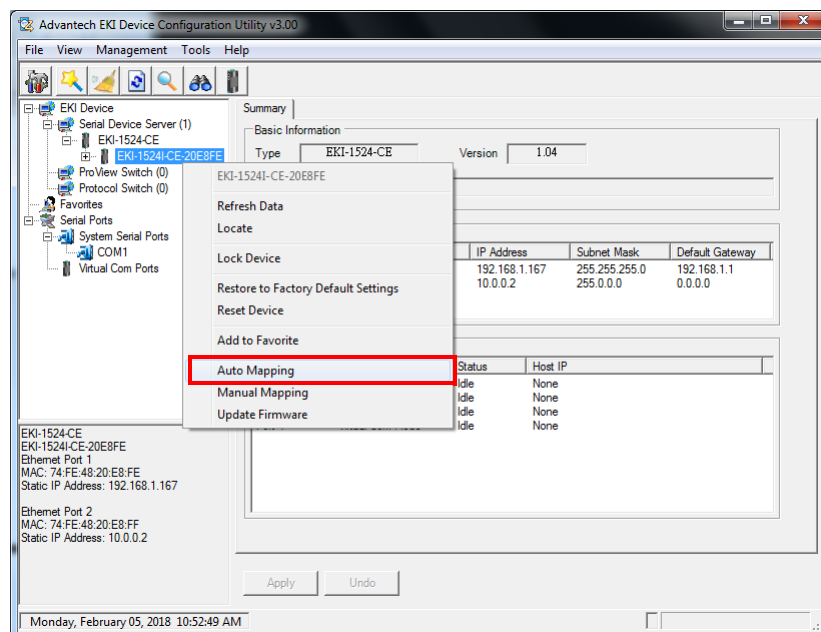 Advantech EKI Device Configuration Utility v3.00
File View Management Tools Help
EKI Device
Serial Device Server (1)
EKI-1524-CE
EKI-1524I-CE-20E8FE
ProView Switch (0)
Protocol Switch (0)
Favorites
Serial Ports
System Serial Ports
COM1
Virtual Com Ports
EKI-1524-CE
EKI-1524I-CE-20E8FE
Ethernet Port 1
MAC: 74:FE:48:20:E8:FE
Static IP Address: 192.168.1.167
Ethernet Port 2
MAC: 74:FE:48:20:E8:FF
Static IP Address: 10.0.0.2
Summary
Basic Information
Type EKI-1524-CE Version 1.04
EKI-1524I-CE-20E8FE
Refresh Data
Locate
Lock Device
Restore to Factory Default Settings
Reset Device
Add to Favorite
Auto Mapping
Manual Mapping
Update Firmware
IP Address Subnet Mask Default Gateway
192.168.1.167 255.255.255.0 192.168.1.1
10.0.0.2 255.0.0.0 0.0.0.0
Status Host IP
Idle None
Idle None
Idle None
Idle None
Apply Undo
Monday, February 05, 2018 10:52:49 AM